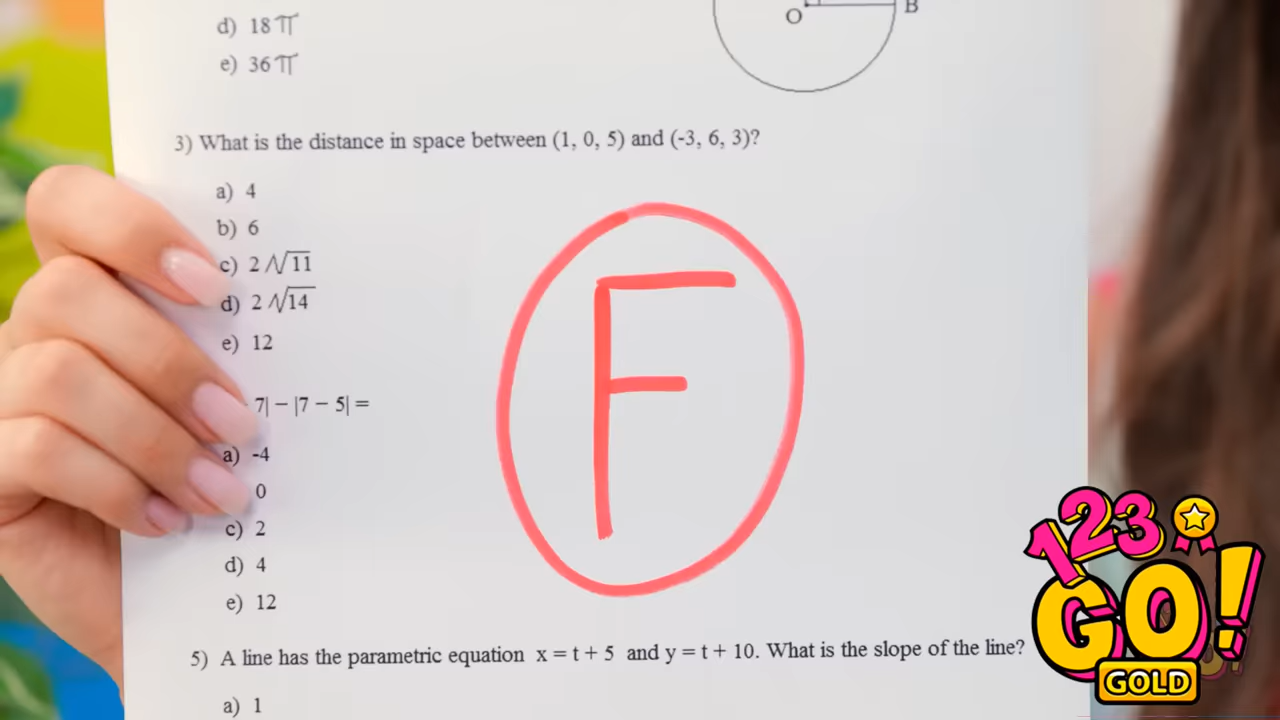 d) 18 π
e) 36 π
O
B
3) What is the distance in space between (1, 0, 5) and (-3, 6, 3)?
a) 4
b) 6
c) 2√11
d) 2√14
e) 12
7| – |7 – 5| =
a) -4
0
c) 2
d) 4
e) 12
F
5) A line has the parametric equation x = t + 5 and y = t + 10. What is the slope of the line?
a) 1
123
GO!
GOLD